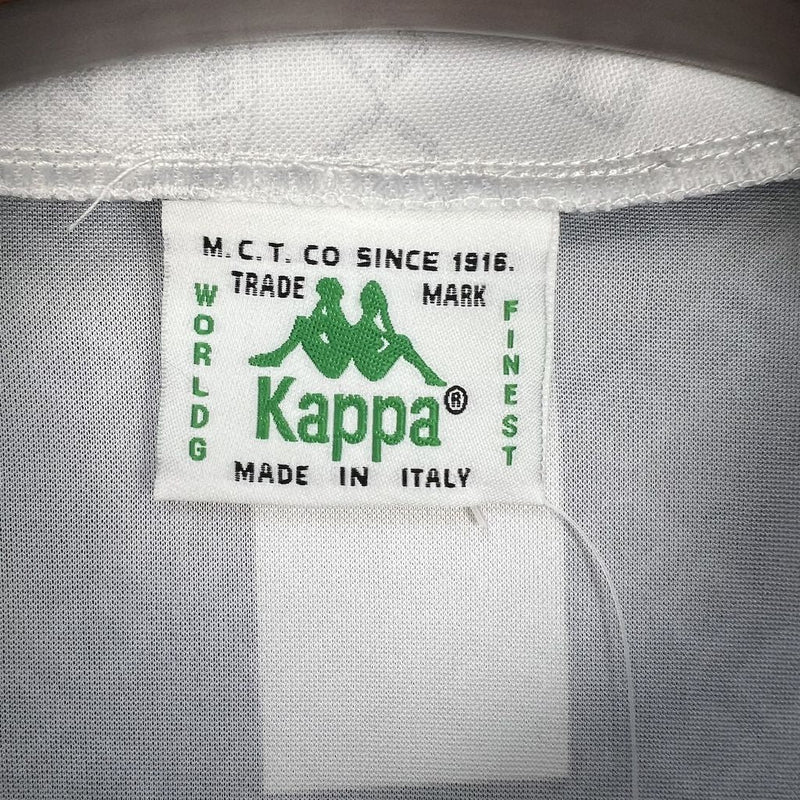 M.C.T. CO SINCE 1916.
TRADE MARK
WORLDG
FINEST
Kappa®
MADE IN ITALY